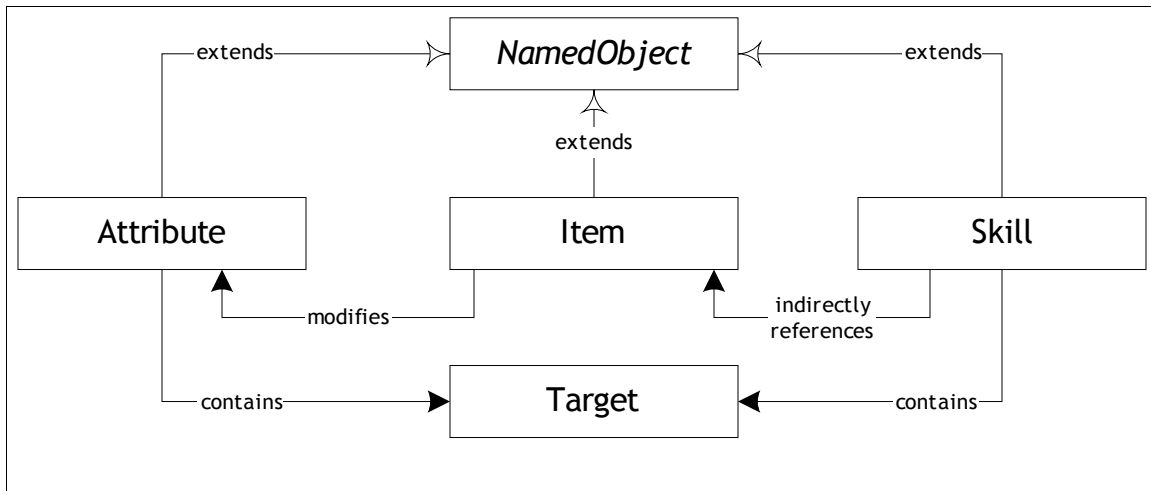 extends
NamedObject
extends
extends
Attribute
Item
Skill
modifies
indirectly
references
contains
Target
contains